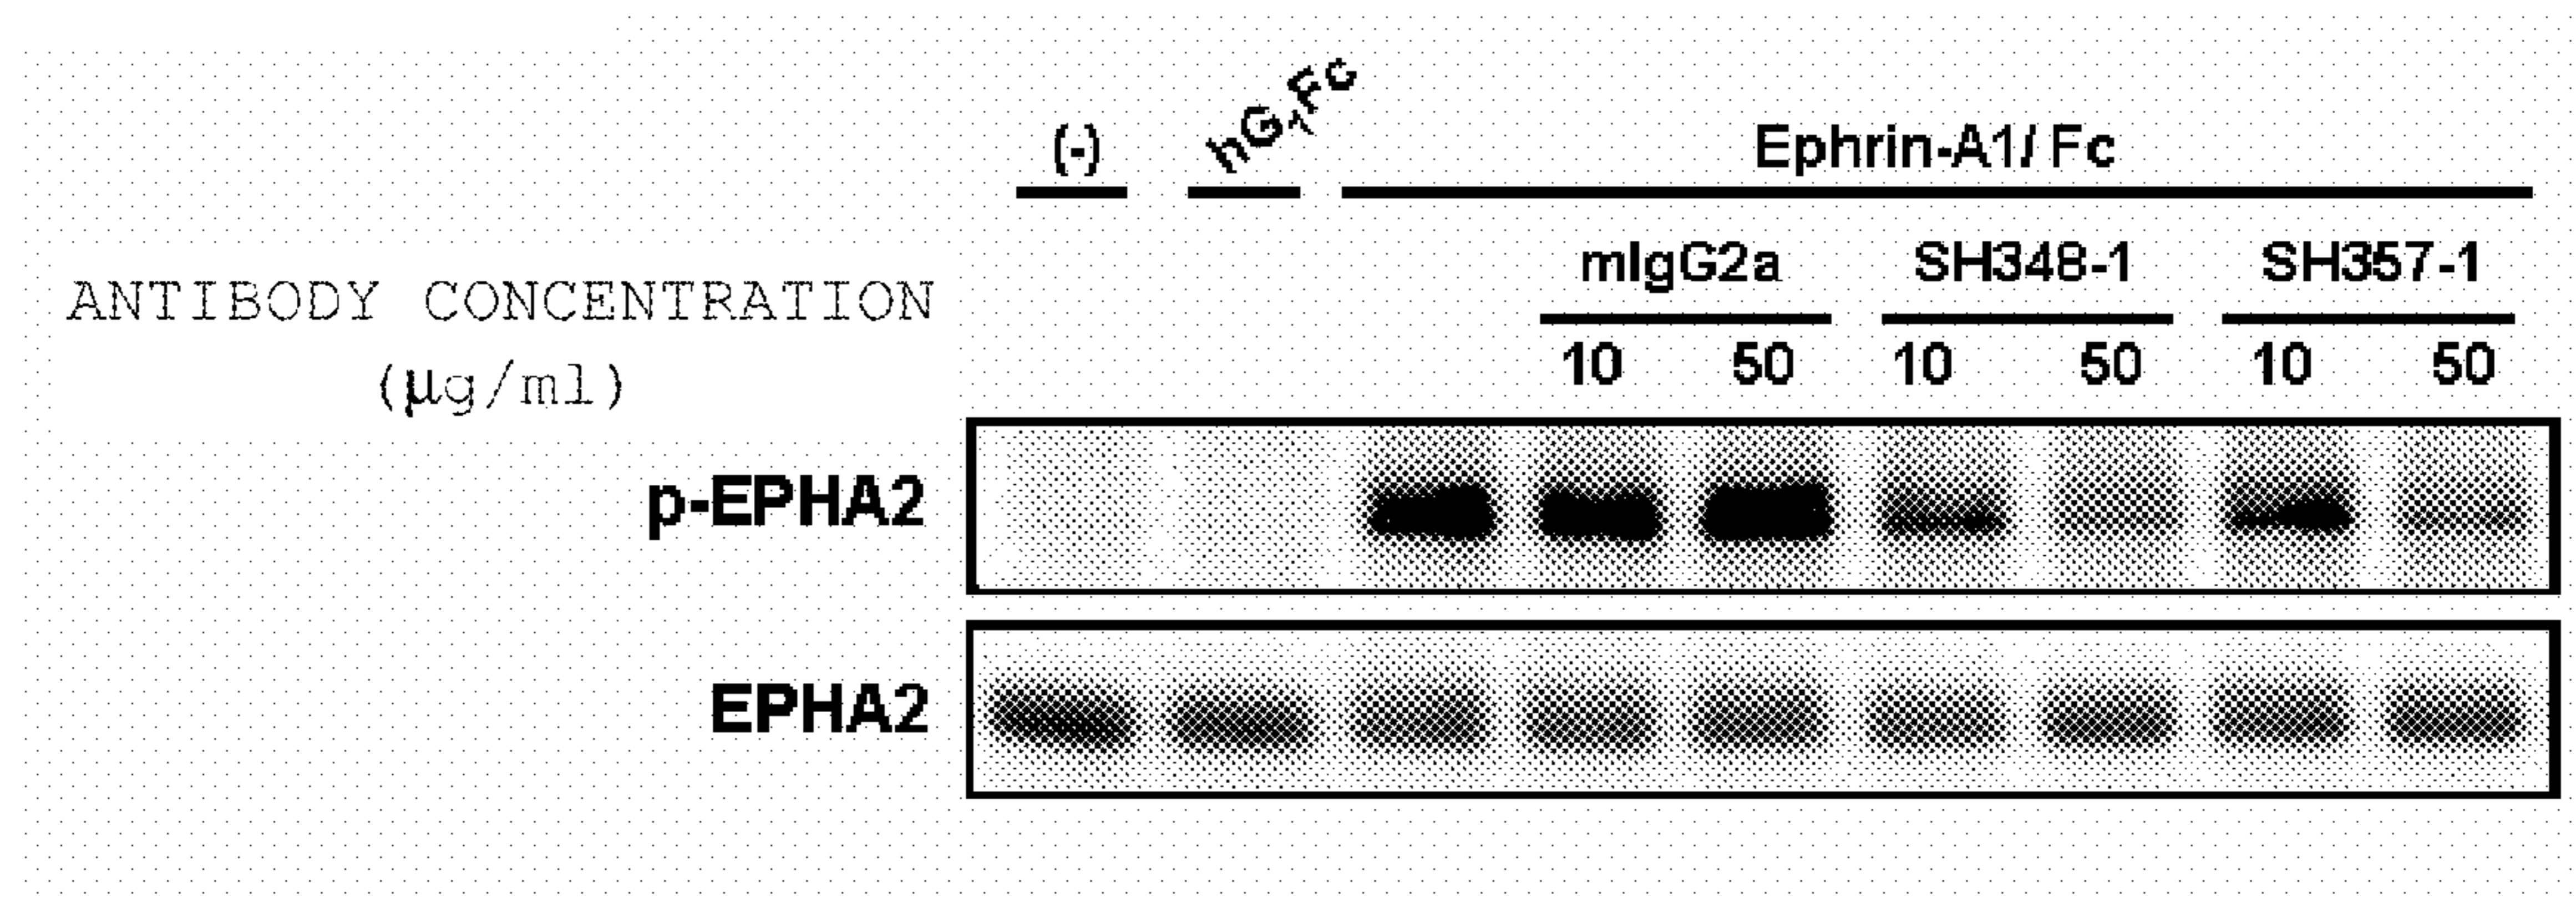 (-) hG₁Fc Ephrin-A1/ Fc
mIgG2a SH348-1 SH357-1
ANTIBODY CONCENTRATION
(μg/ml)
10 50 10 50 10 50
p-EPHA2
EPHA2